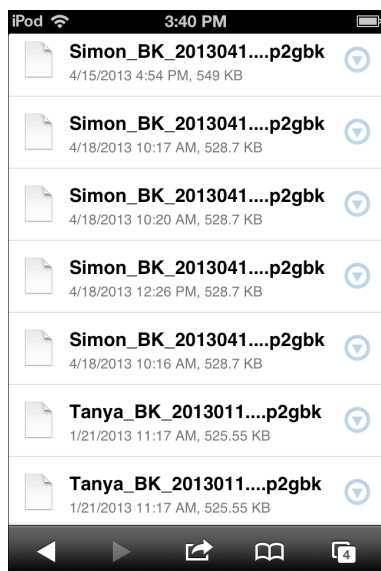 iPod 3:40 PM
Simon_BK_2013041....p2gbk
4/15/2013 4:54 PM, 549 KB
Simon_BK_2013041....p2gbk
4/18/2013 10:17 AM, 528.7 KB
Simon_BK_2013041....p2gbk
4/18/2013 10:20 AM, 528.7 KB
Simon_BK_2013041....p2gbk
4/18/2013 12:26 PM, 528.7 KB
Simon_BK_2013041....p2gbk
4/18/2013 10:16 AM, 528.7 KB
Tanya_BK_2013011....p2gbk
1/21/2013 11:17 AM, 525.55 KB
Tanya_BK_2013011....p2gbk
1/21/2013 11:17 AM, 525.55 KB
4